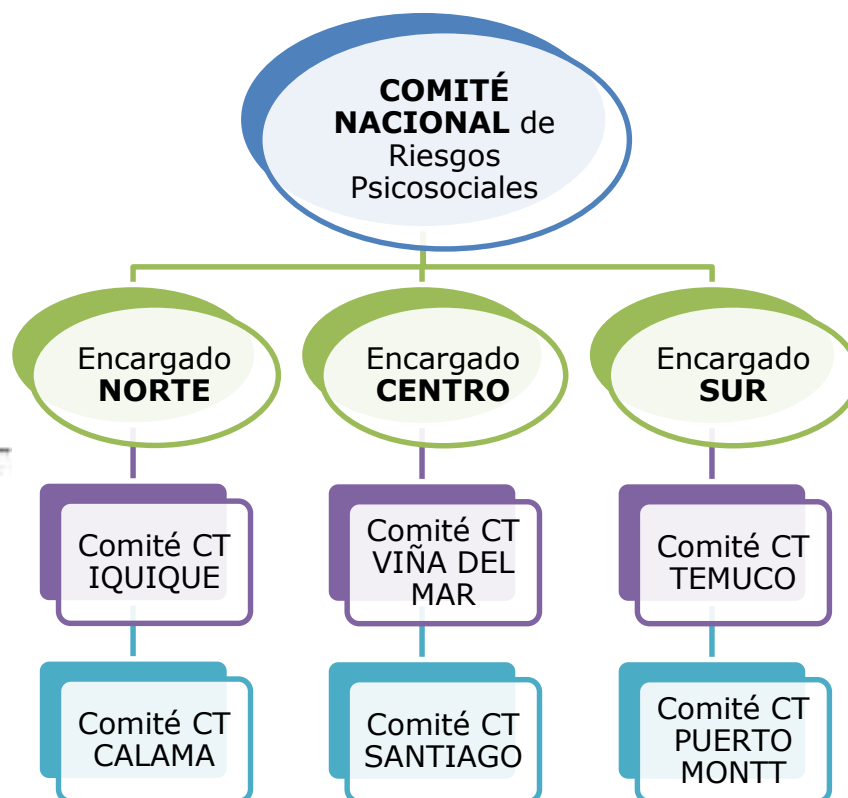 COMITÉ
NACIONAL de
Riesgos
Psicosociales
Encargado
NORTE
Encargado
CENTRO
Encargado
SUR
Comité CT
IQUIQUE
Comité CT
VIÑA DEL
MAR
Comité CT
TEMUCO
Comité CT
CALAMA
Comité CT
SANTIAGO
Comité CT
PUERTO
MONTT